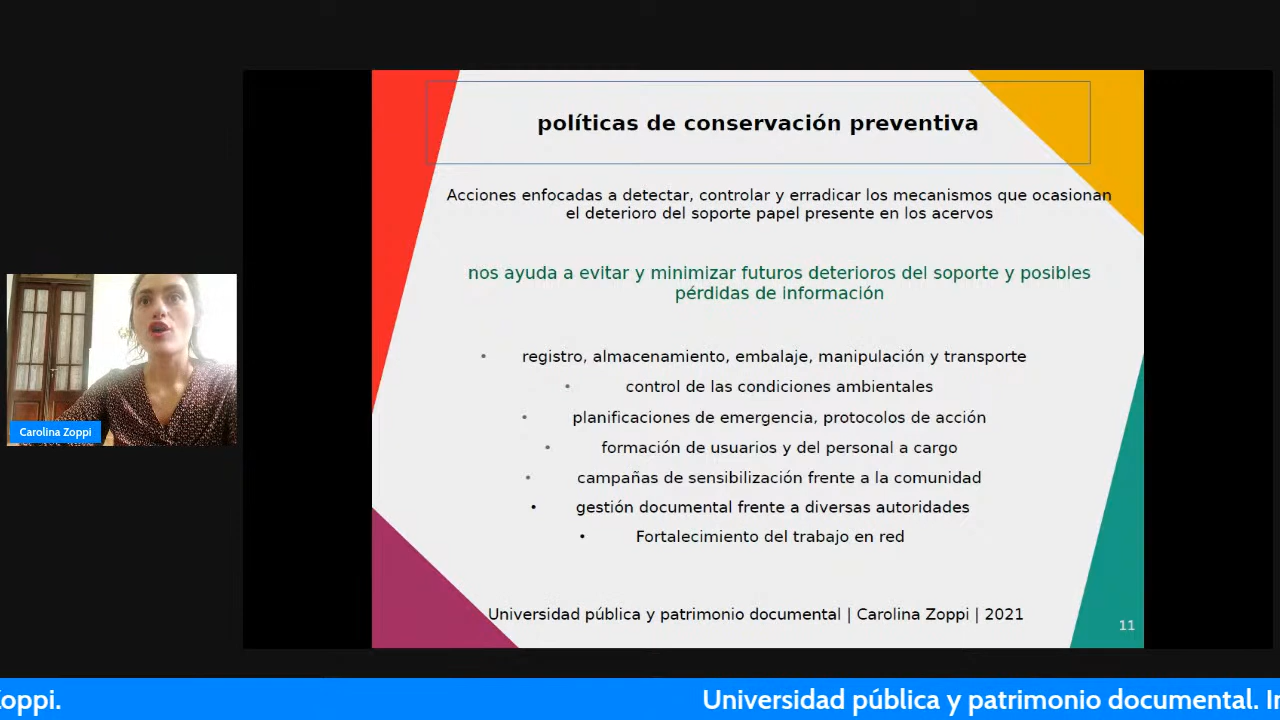 políticas de conservación preventiva
Acciones enfocadas a detectar, controlar y erradicar los mecanismos que ocasionan
el deterioro del soporte papel presente en los acervos
nos ayuda a evitar y minimizar futuros deterioros del soporte y posibles
pérdidas de información
• registro, almacenamiento, embalaje, manipulación y transporte
• control de las condiciones ambientales
• planificaciones de emergencia, protocolos de acción
• formación de usuarios y del personal a cargo
• campañas de sensibilización frente a la comunidad
• gestión documental frente a diversas autoridades
• Fortalecimiento del trabajo en red
Universidad pública y patrimonio documental | Carolina Zoppi | 2021
11
Carolina Zoppi
oppi. Universidad pública y patrimonio documental.